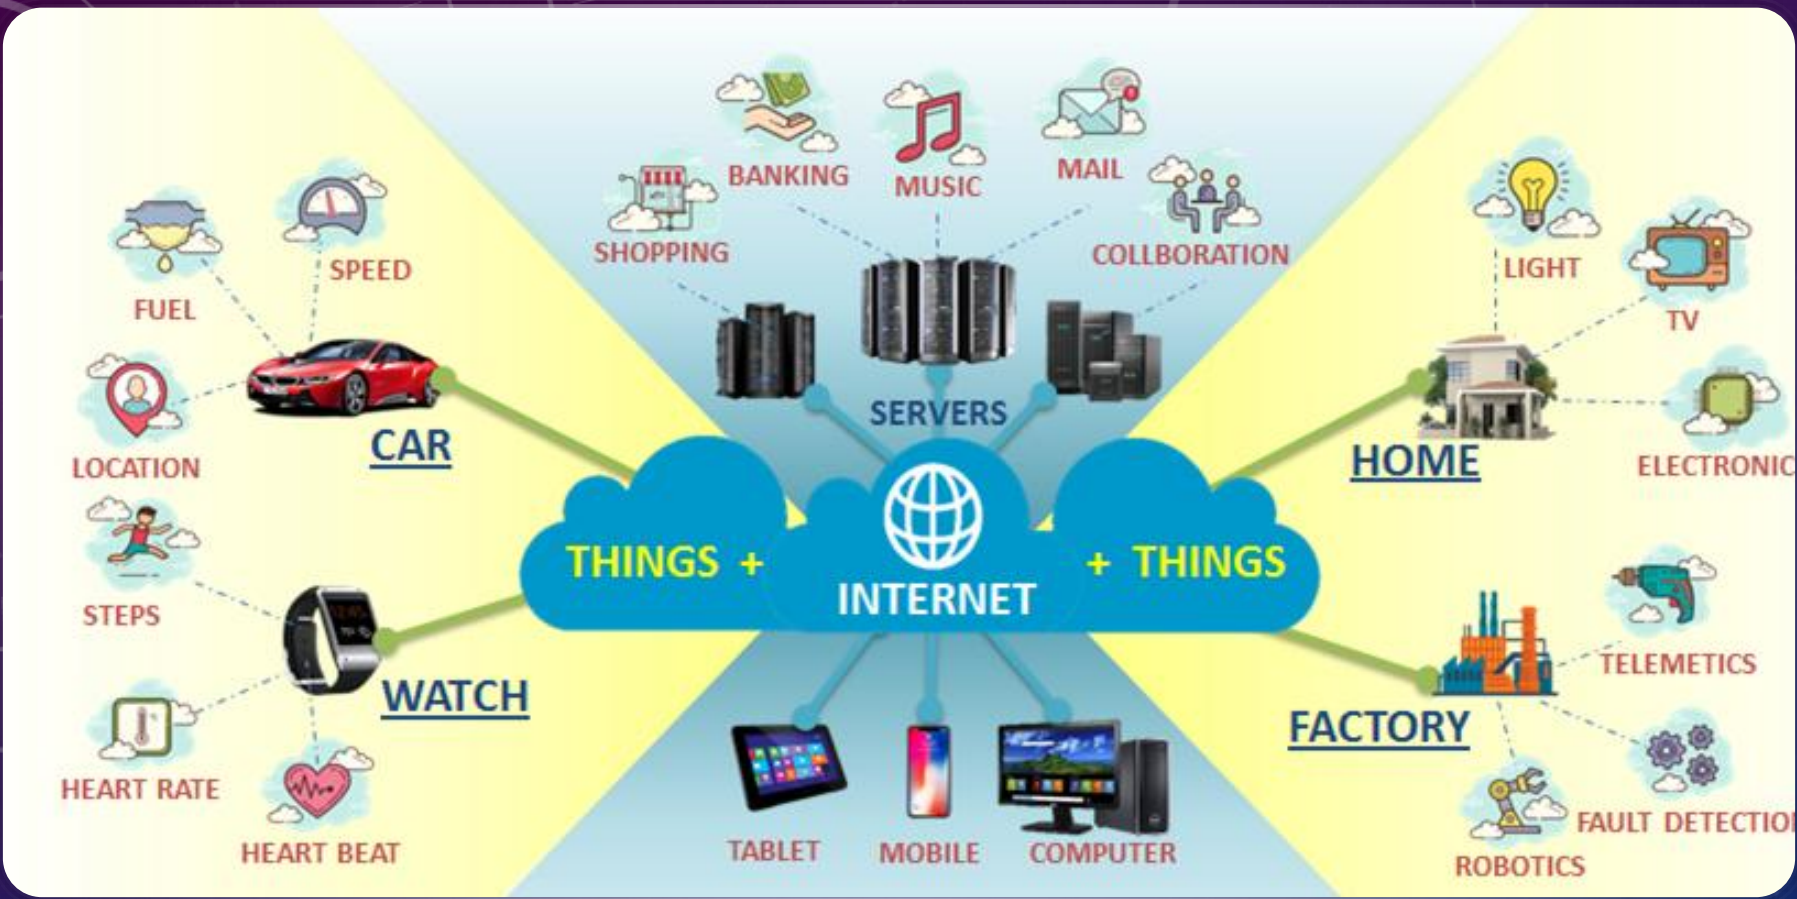 BANKING
MUSIC
MAIL
SHOPPING
COLLBORATION
SERVERS
FUEL
SPEED
LOCATION
CAR
STEPS
WATCH
HEART RATE
HEART BEAT
THINGS +
INTERNET
+ THINGS
LIGHT
TV
HOME
ELECTRONIC
TELEMETICS
FACTORY
FAULT DETECTIO
ROBOTICS
TABLET
MOBILE
COMPUTER